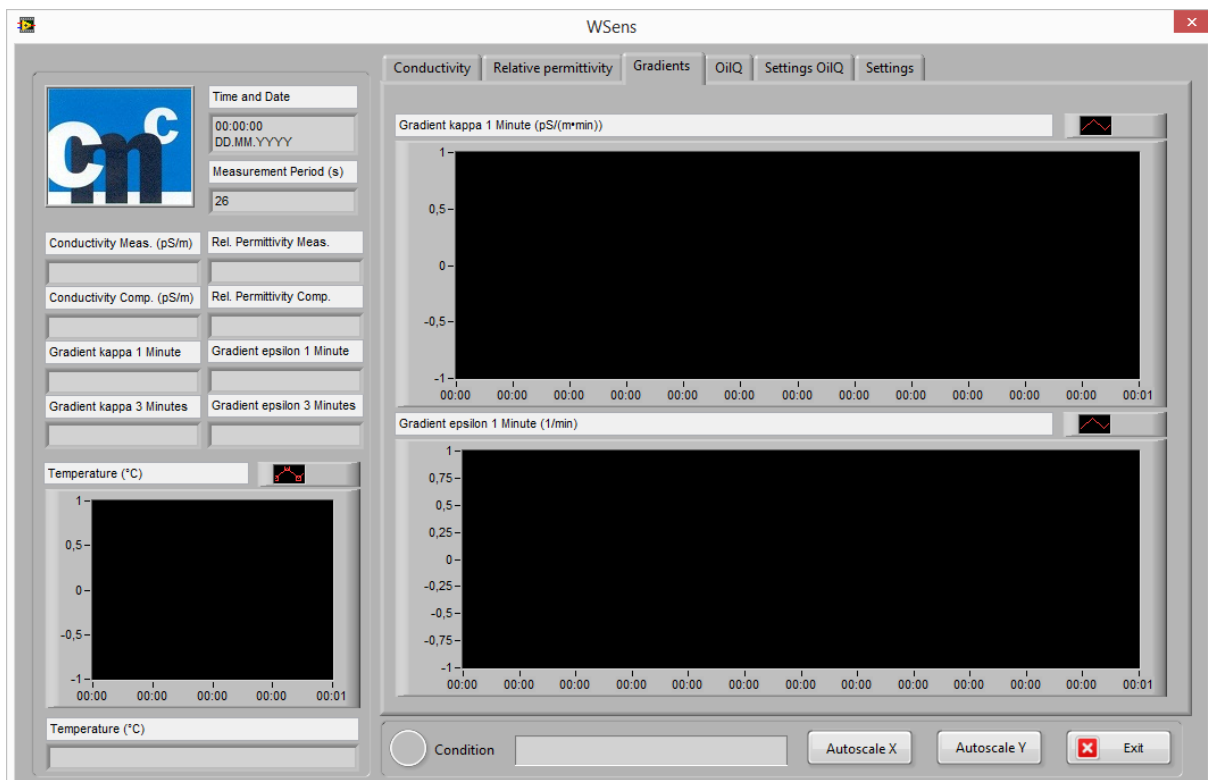 WSens
Conductivity
Relative permittivity
Gradients
OilQ
Settings OilQ
Settings
cmc
Time and Date
00:00:00
DD.MM.YYYY
Measurement Period (s)
26
Conductivity Meas. (pS/m)
Rel. Permittivity Meas.
Conductivity Comp. (pS/m)
Rel. Permittivity Comp.
Gradient kappa 1 Minute
Gradient epsilon 1 Minute
Gradient kappa 3 Minutes
Gradient epsilon 3 Minutes
Temperature (°C)
1
0,5
0
-0,5
-1
00:00 00:00 00:00 00:00 00:01
Temperature (°C)
Gradient kappa 1 Minute (pS/(m•min))
1
0,5
0
-0,5
-1
00:00 00:00 00:00 00:00 00:00 00:00 00:00 00:00 00:00 00:00 00:00 00:00 00:01
Gradient epsilon 1 Minute (1/min)
1
0,75
0,5
0,25
0
-0,25
-0,5
-0,75
-1
00:00 00:00 00:00 00:00 00:00 00:00 00:00 00:00 00:00 00:00 00:00 00:00 00:01
Condition
Autoscale X
Autoscale Y
Exit